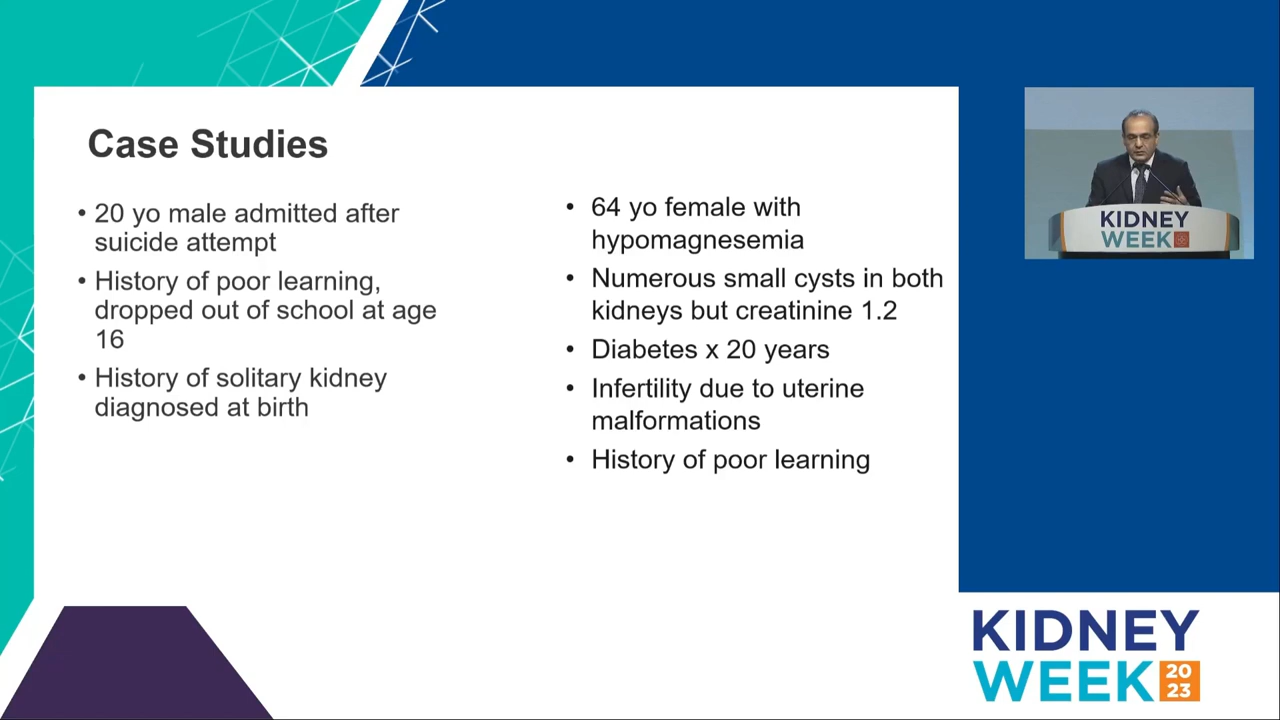 Case Studies
• 20 yo male admitted after
suicide attempt
• History of poor learning,
dropped out of school at age
16
• History of solitary kidney
diagnosed at birth
• 64 yo female with
hypomagnesemia
• Numerous small cysts in both
kidneys but creatinine 1.2
• Diabetes x 20 years
• Infertility due to uterine
malformations
• History of poor learning
KIDNEY
WEEK
KIDNEY
WEEK 20
23